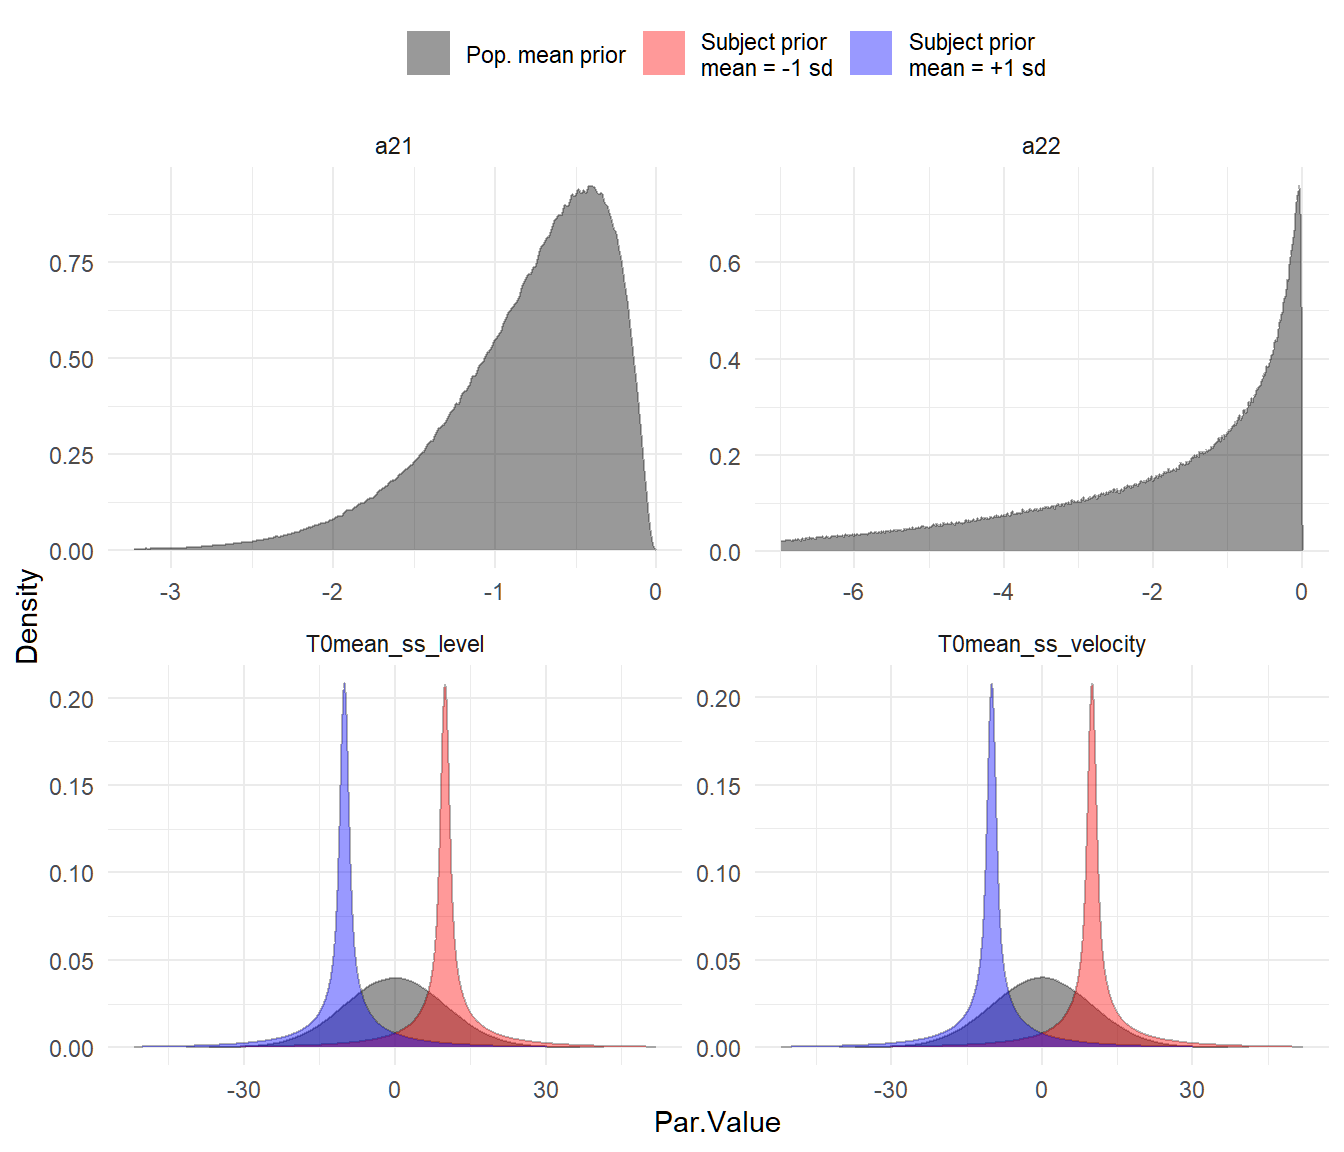 Pop. mean prior
Subject prior
mean = -1 sd
Subject prior
mean = +1 sd
a21
a22
0.75
0.50
0.25
0.00
-3 -2 -1 0
0.6
0.4
0.2
0.0
-6 -4 -2 0
Density
T0mean_ss_level
T0mean_ss_velocity
0.20
0.15
0.10
0.05
0.00
-30 0 30
0.20
0.15
0.10
0.05
0.00
-30 0 30
Par.Value